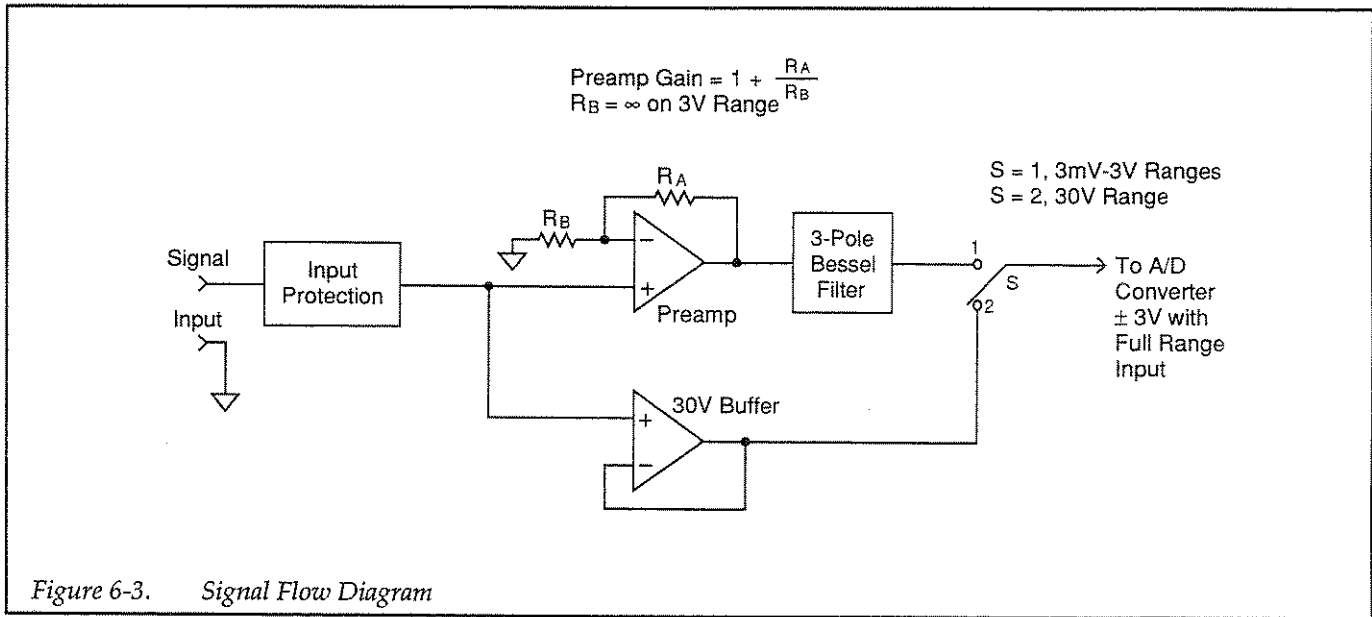 Preamp Gain = 1 + RA/RB
RB = ∞ on 3V Range
S = 1, 3mV-3V Ranges
S = 2, 30V Range
RA
RB
−
+
Preamp
Signal
Input
Input
Protection
3-Pole
Bessel
Filter
1
S
2
To A/D
Converter
± 3V with
Full Range
Input
30V Buffer
+
−
Figure 6-3. Signal Flow Diagram